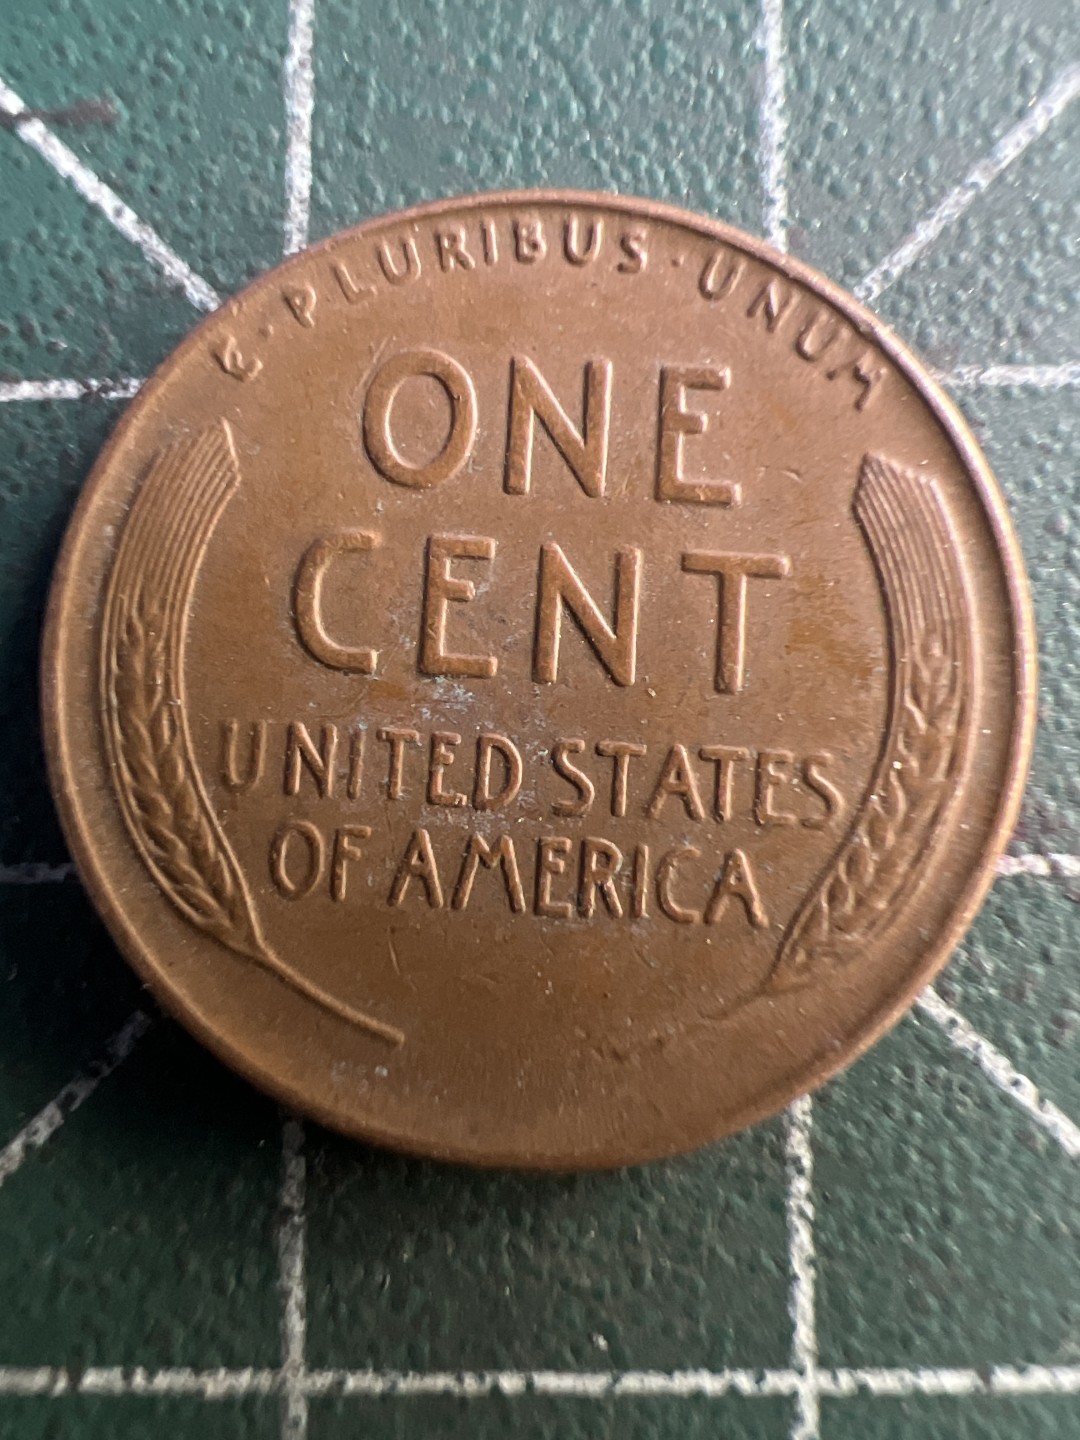 E·PLURIBUS·UNUM
ONE
CENT
UNITED STATES
OF AMERICA